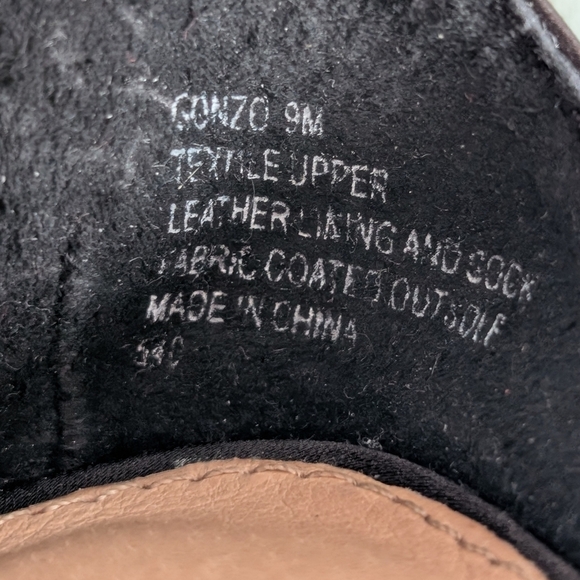 GONZO 9M
TEXTILE UPPER
LEATHER LINING AND SOCK
FABRIC COATED OUTSOLE
MADE IN CHINA